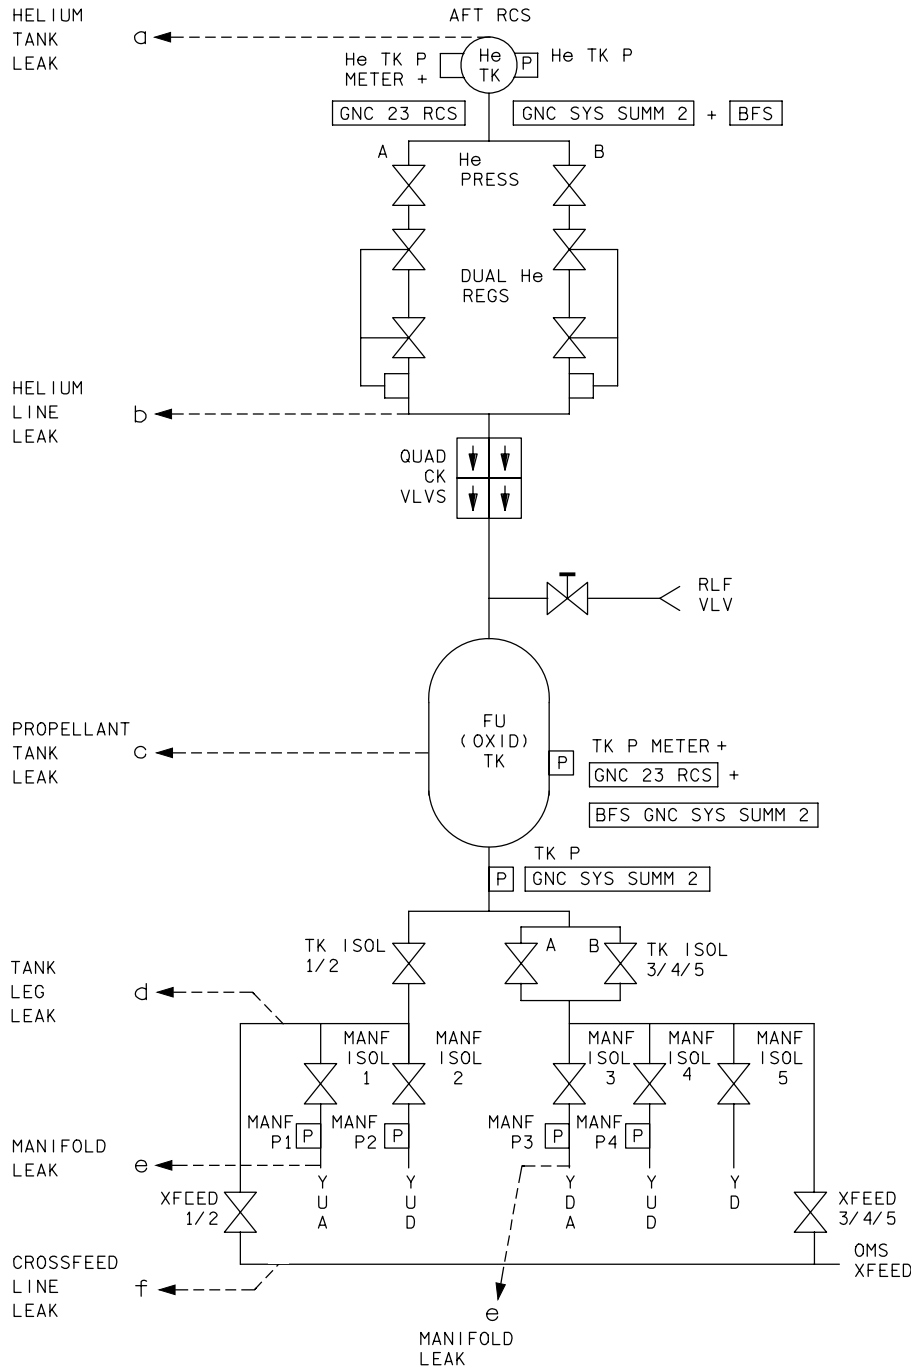 AFT RCS
HELIUM
TANK
LEAK
a
He TK P
METER +
He
TK
P
He TK P
GNC 23 RCS
GNC SYS SUMM 2
+
BFS
A
B
He
PRESS
DUAL He
REGS
HELIUM
LINE
LEAK
b
QUAD
CK
VLVS
RLF
VLV
PROPELLANT
TANK
LEAK
c
FU
(OXID)
TK
P
TK P METER +
GNC 23 RCS
+
BFS GNC SYS SUMM 2
TK P
P
GNC SYS SUMM 2
TK ISOL
1/2
A
B
TK ISOL
3/4/5
TANK
LEG
LEAK
d
MANF
ISOL
1
MANF
ISOL
2
MANF
ISOL
3
MANF
ISOL
4
MANF
ISOL
5
MANF
P1
P
MANF
P2
P
MANF
P3
P
MANF
P4
P
MANIFOLD
LEAK
e
Y
U
A
Y
U
D
Y
D
A
Y
U
D
Y
D
XFEED
1/2
XFEED
3/4/5
CROSSFEED
LINE
LEAK
f
OMS
XFEED
e
MANIFOLD
LEAK